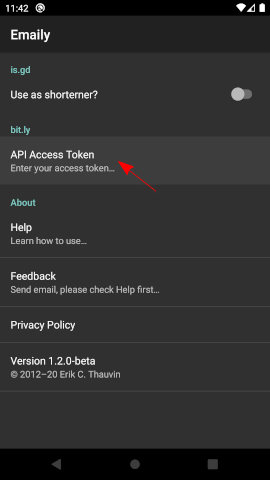 11:42
Emaily
is.gd
Use as shorterner?
bit.ly
API Access Token
Enter your access token...
About
Help
Learn how to use...
Feedback
Send email, please check Help first...
Privacy Policy
Version 1.2.0-beta
© 2012–20 Erik C. Thauvin